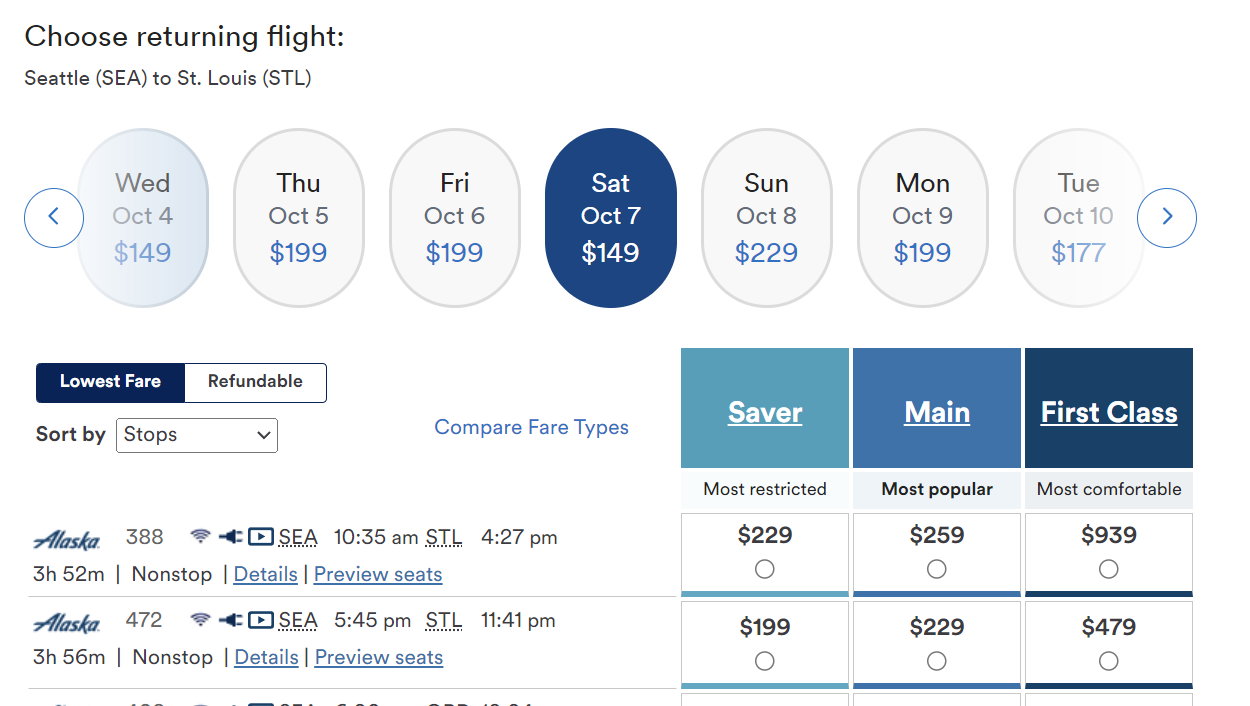 Choose returning flight:
Seattle (SEA) to St. Louis (STL)
Wed Thu Fri Sat Sun Mon Tue
Oct 4 Oct 5 Oct 6 Oct 7 Oct 8 Oct 9 Oct 10
$149 $199 $199 $149 $229 $199 $177
Lowest Fare Refundable
Sort by Stops Compare Fare Types
Saver Main First Class
Most restricted Most popular Most comfortable
Alaska 388 SEA 10:35 am STL 4:27 pm $229 $259 $939
3h 52m | Nonstop | Details | Preview seats
Alaska 472 SEA 5:45 pm STL 11:41 pm $199 $229 $479
3h 56m | Nonstop | Details | Preview seats